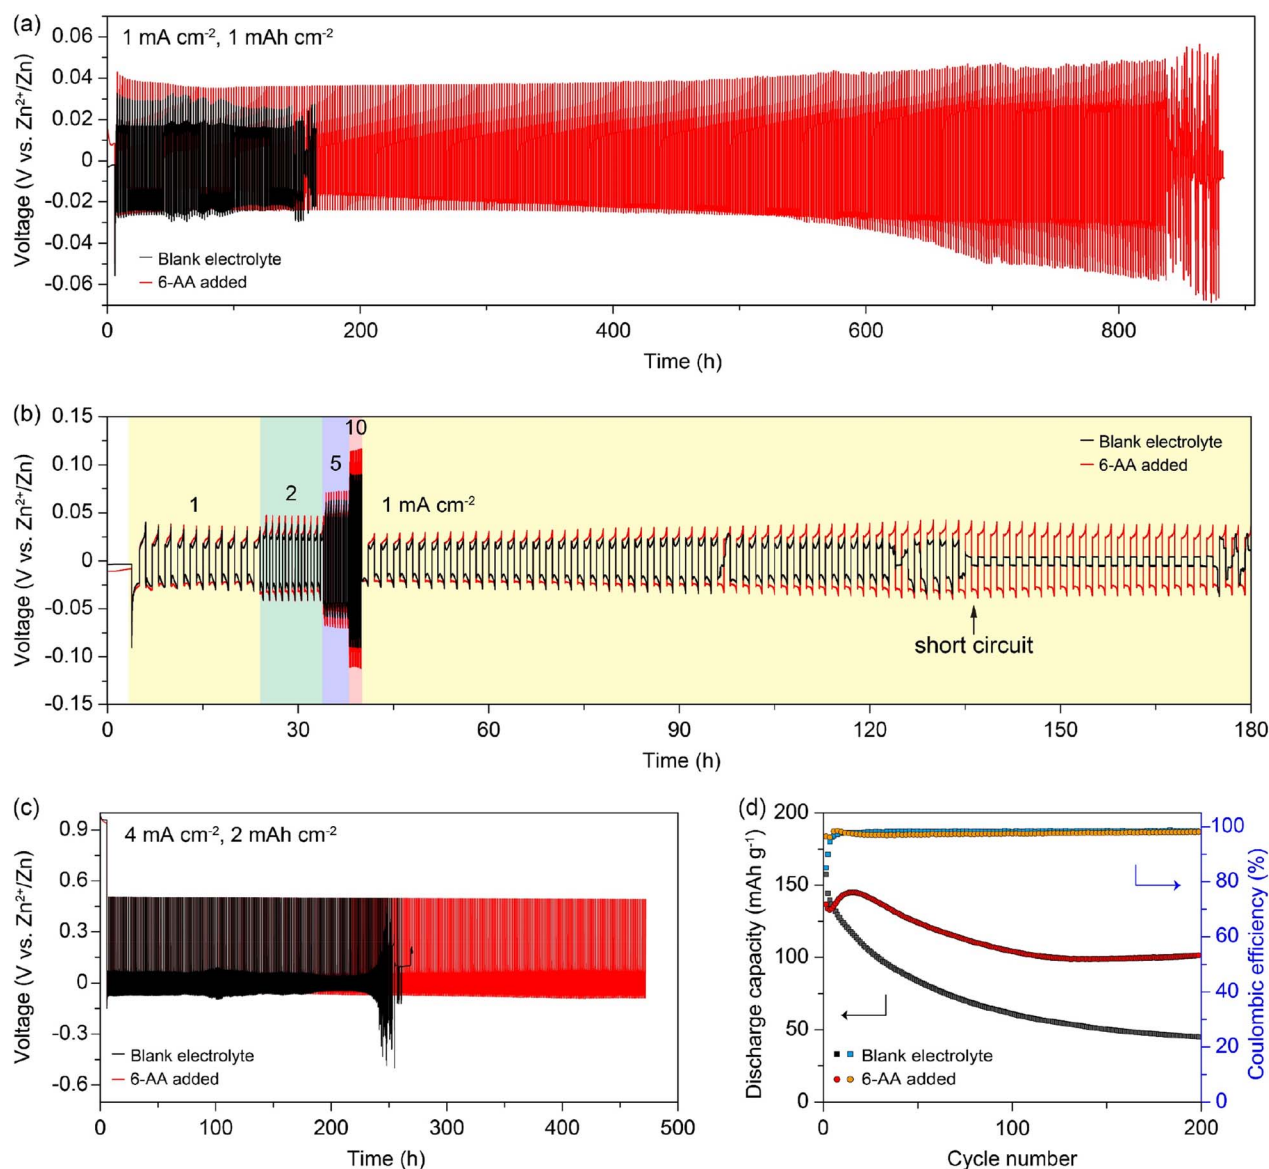 (a)
1 mA cm⁻², 1 mAh cm⁻²
Voltage (V vs. Zn²⁺/Zn)
0.06
0.04
0.02
0
-0.02
-0.04
-0.06
Blank electrolyte
6-AA added
0 200 400 600 800
Time (h)
(b)
Voltage (V vs. Zn²⁺/Zn)
0.15
0.10
0.05
0
-0.05
-0.10
-0.15
1 2 5 10 1 mA cm⁻²
Blank electrolyte
6-AA added
short circuit
0 30 60 90 120 150 180
Time (h)
(c)
4 mA cm⁻², 2 mAh cm⁻²
Voltage (V vs. Zn²⁺/Zn)
0.9
0.6
0.3
0
-0.3
-0.6
Blank electrolyte
6-AA added
0 100 200 300 400 500
Time (h)
(d)
Discharge capacity (mAh g⁻¹)
200
150
100
50
0
Blank electrolyte
6-AA added
100
80
60
40
20
0
Coulombic efficiency (%)
0 100 200
Cycle number